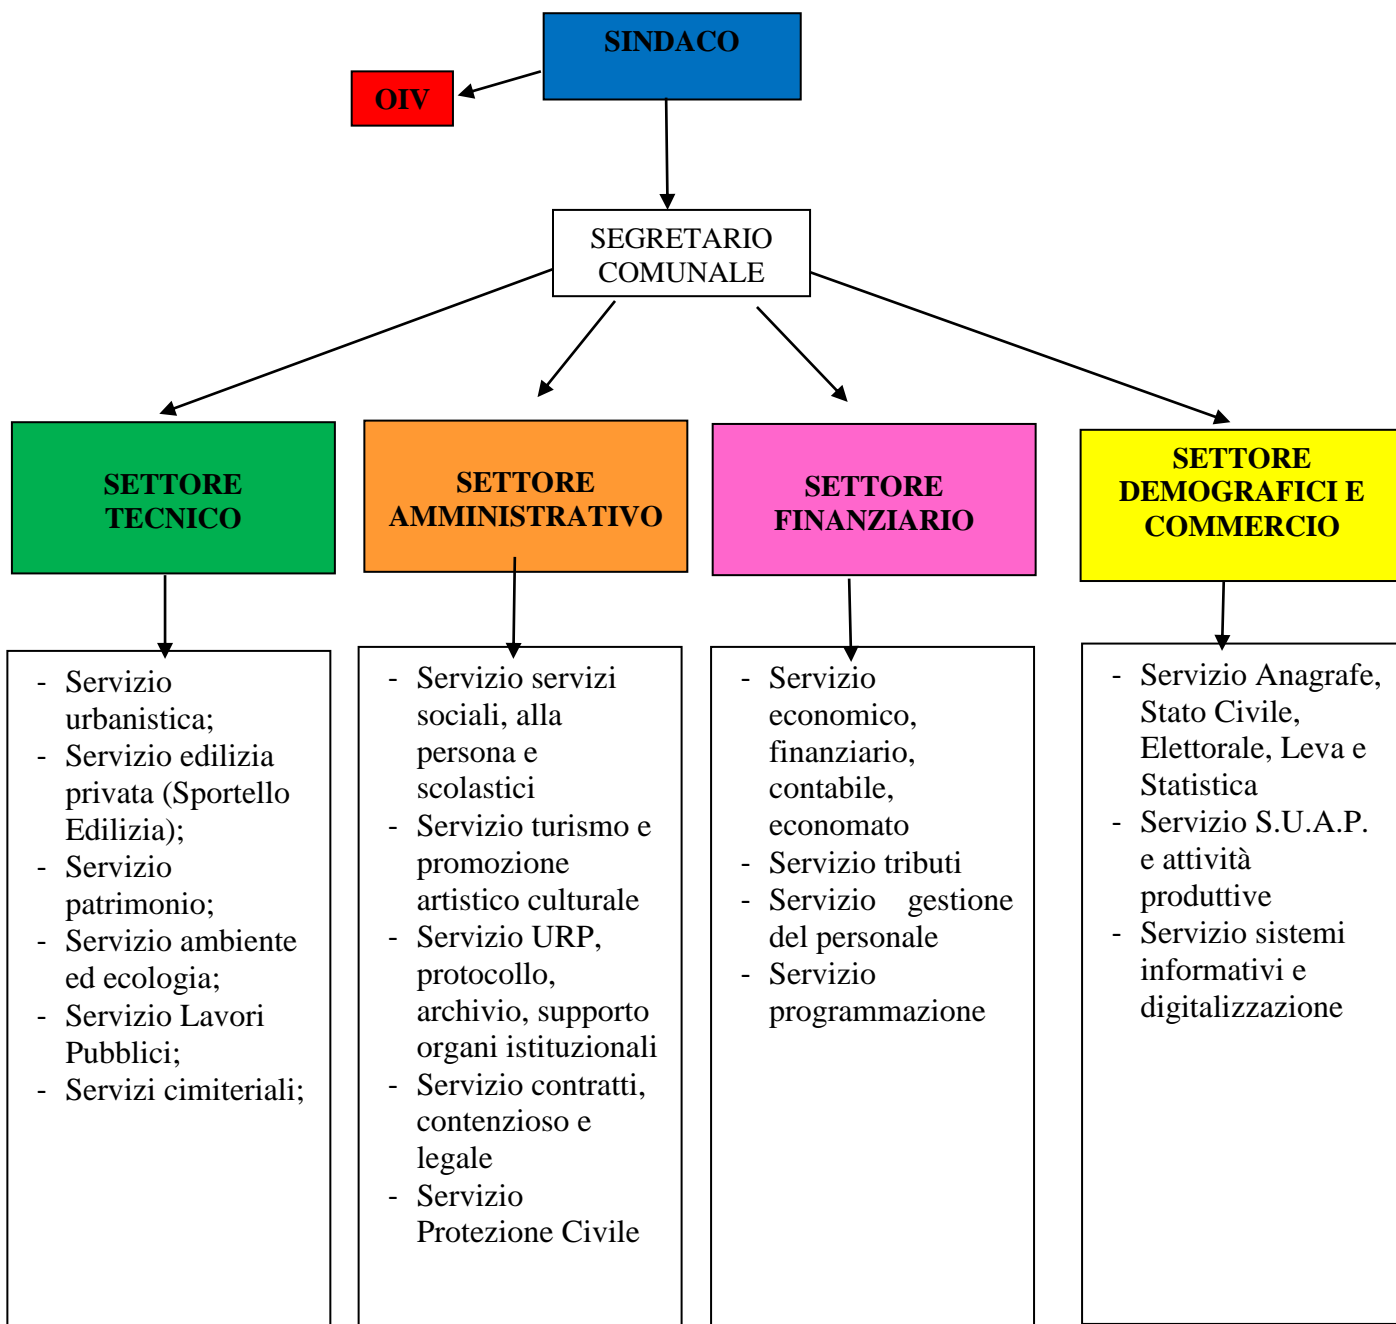 SINDACO
OIV
SEGRETARIO
COMUNALE
SETTORE
TECNICO
SETTORE
AMMINISTRATIVO
SETTORE
FINANZIARIO
SETTORE
DEMOGRAFICI E
COMMERCIO
- Servizio
urbanistica;
- Servizio edilizia
privata (Sportello
Edilizia);
- Servizio
patrimonio;
- Servizio ambiente
ed ecologia;
- Servizio Lavori
Pubblici;
- Servizi cimiteriali;
- Servizio servizi
sociali, alla
persona e
scolastici
- Servizio turismo e
promozione
artistico culturale
- Servizio URP,
protocollo,
archivio, supporto
organi istituzionali
- Servizio contratti,
contenzioso e
legale
- Servizio
Protezione Civile
- Servizio
economico,
finanziario,
contabile,
economato
- Servizio tributi
- Servizio gestione
del personale
- Servizio
programmazione
- Servizio Anagrafe,
Stato Civile,
Elettorale, Leva e
Statistica
- Servizio S.U.A.P.
e attività
produttive
- Servizio sistemi
informativi e
digitalizzazione